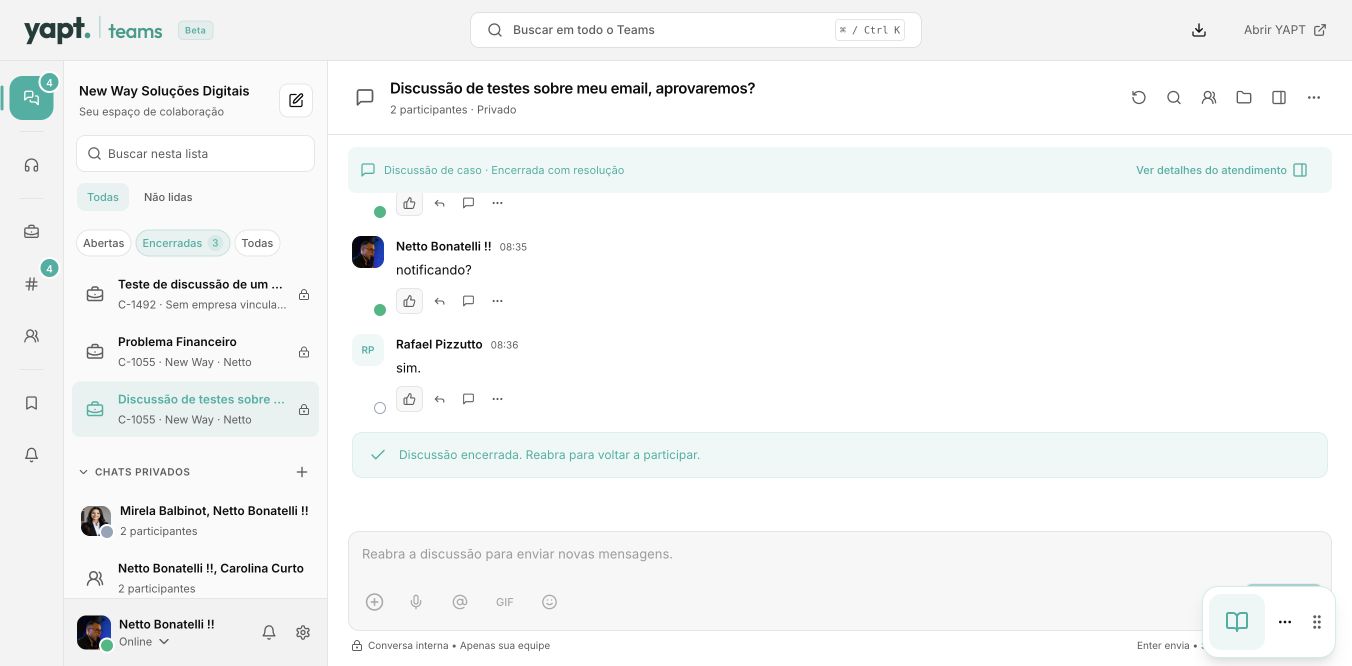 yapt. teams Beta
Buscar em todo o Teams
⌘ / Ctrl K
Abrir YAPT
4
4
New Way Soluções Digitais
Seu espaço de colaboração
Buscar nesta lista
Todas
Não lidas
Abertas
Encerradas 3
Todas
Teste de discussão de um ...
C-1492 · Sem empresa vincula...
Problema Financeiro
C-1055 · New Way · Netto
Discussão de testes sobre ...
C-1055 · New Way · Netto
CHATS PRIVADOS
Mirela Balbinot, Netto Bonatelli !!
2 participantes
Netto Bonatelli !!, Carolina Curto
2 participantes
Netto Bonatelli !!
Online
Discussão de testes sobre meu email, aprovaremos?
2 participantes · Privado
Discussão de caso · Encerrada com resolução
Ver detalhes do atendimento
Netto Bonatelli !! 08:35
notificando?
RP
Rafael Pizzutto 08:36
sim.
Discussão encerrada. Reabra para voltar a participar.
Reabra a discussão para enviar novas mensagens.
GIF
Conversa interna • Apenas sua equipe
Enter envia •